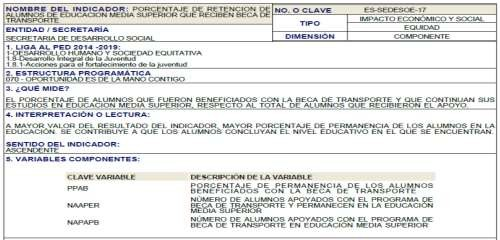 NOMBRE DEL INDICADOR: PORCENTAJE DE RETENCION DE
ALUMNOS DE EDUCACION MEDIA SUPERIOR QUE RECIBEN BECA DE
TRANSPORTE
NO. O CLAVE
ES-SEDESOE-17
ENTIDAD / SECRETARÍA
SECRETARIA DE DESARROLLO SOCIAL
TIPO
IMPACTO ECONÓMICO Y SOCIAL
EQUIDAD
DIMENSIÓN
COMPONENTE
1. LIGA AL PED 2014 -2019:
1-DESARROLLO HUMANO Y SOCIEDAD EQUITATIVA
1.8-Desarrollo Integral de la Juventud
1.8.1-Acciones para el fortalecimiento de la juventud
2. ESTRUCTURA PROGRAMÁTICA
070 - OPORTUNIDAD ES DE LA MANO CONTIGO
3. ¿QUÉ MIDE?
EL PORCENTAJE DE ALUMNOS QUE FUERON BENEFICIADOS CON LA BECA DE TRANSPORTE Y QUE CONTINUAN SUS
ESTUDIOS EN EDUCACION MEDIA SUPERIOR, RESPECTO AL TOTAL DE ALUMNOS QUE RECIBIERON EL APOYO.
4. INTERPRETACIÓN O LECTURA:
A MAYOR VALOR DEL RESULTADO DEL INDICADOR, MAYOR PORCENTAJE DE PERMANENCIA DE LOS ALUMNOS EN LA
EDUCACIÓN. SE CONTRIBUYE A QUE LOS ALUMNOS CONCLUYAN EL NIVEL EDUCATIVO EN EL QUE SE ENCUENTRAN.
SENTIDO DEL INDICADOR:
ASCENDENTE
5. VARIABLES COMPONENTES:
CLAVE VARIABLE
DESCRIPCIÓN DE LA VARIABLE
PPAB
PORCENTAJE DE PERMANENCIA DE LOS ALUMNOS
BENEFICIADOS CON LA BECA DE TRANSPORTE
NAAPER
NÚMERO DE ALUMNOS APOYADOS CON EL PROGRAMA DE
BECA DE TRANSPORTE Y PERMANECEN EN LA EDUCACIÓN
MEDIA SUPERIOR
NAPAPB
NÚMERO DE ALUMNOS APOYADOS CON EL PROGRAMA DE
BECA DE TRANSPORTE EN EDUCACIÓN MEDIA SUPERIOR